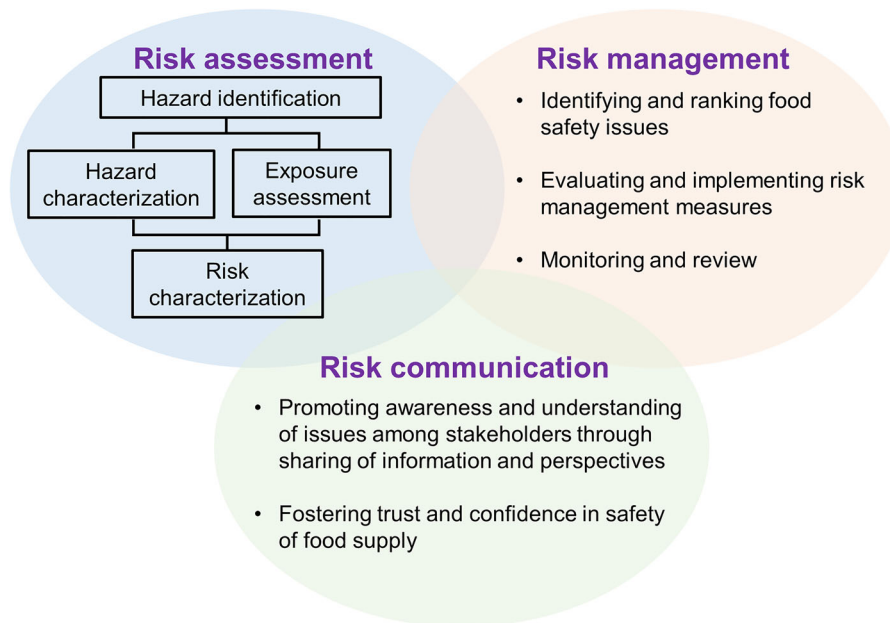 Risk assessment
Hazard identification
Hazard
characterization
Exposure
assessment
Risk
characterization
Risk management
• Identifying and ranking food
safety issues
• Evaluating and implementing risk
management measures
• Monitoring and review
Risk communication
• Promoting awareness and understanding
of issues among stakeholders through
sharing of information and perspectives
• Fostering trust and confidence in safety
of food supply